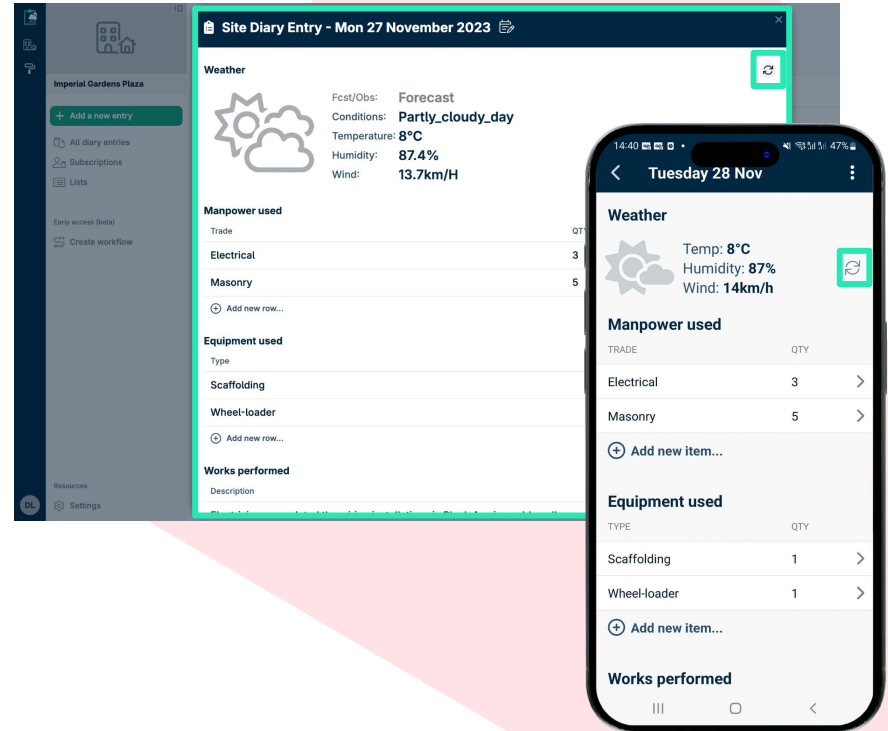 Site Diary Entry - Mon 27 November 2023
Imperial Gardens Plaza
+ Add a new entry
All diary entries
Subscriptions
Lists
Early access (beta)
Create workflow
Resources
DL
Settings
Weather
Fcst/Obs: Forecast
Conditions: Partly_cloudy_day
Temperature: 8°C
Humidity: 87.4%
Wind: 13.7km/H
Manpower used
Trade QTY
Electrical 3
Masonry 5
Add new row...
Equipment used
Type
Scaffolding
Wheel-loader
Add new row...
Works performed
Description
14:40 47%
Tuesday 28 Nov
Weather
Temp: 8°C
Humidity: 87%
Wind: 14km/h
Manpower used
TRADE QTY
Electrical 3
Masonry 5
Add new item...
Equipment used
TYPE QTY
Scaffolding 1
Wheel-loader 1
Add new item...
Works performed